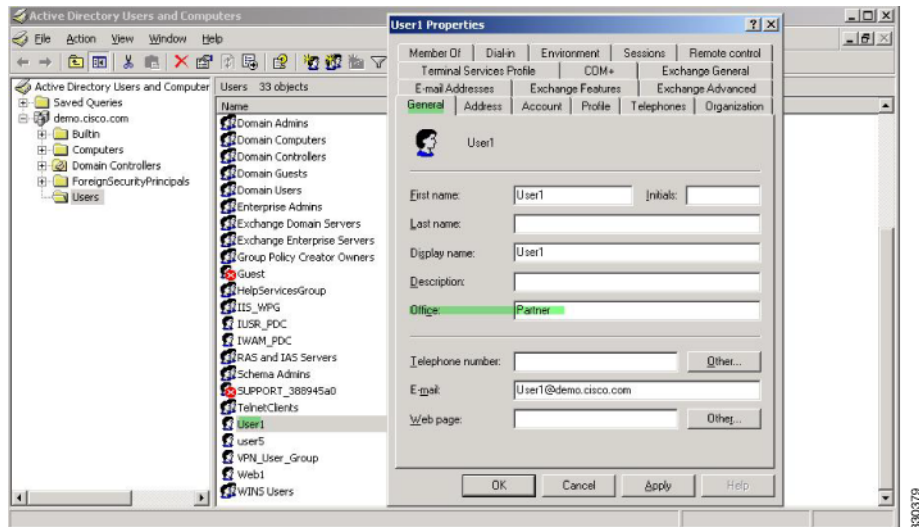 Active Directory Users and Computers
File Action View Window Help
Active Directory Users and Computer
Saved Queries
demo.cisco.com
Builtin
Computers
Domain Controllers
ForeignSecurityPrincipals
Users
Users 33 objects
Name
Domain Admins
Domain Computers
Domain Controllers
Domain Guests
Domain Users
Enterprise Admins
Exchange Domain Servers
Exchange Enterprise Servers
Group Policy Creator Owners
Guest
HelpServicesGroup
IIS_WPG
IUSR_PDC
IWAM_PDC
RAS and IAS Servers
Schema Admins
SUPPORT_388945a0
TelnetClients
User1
user5
VPN_User_Group
Web1
WINS Users
User1 Properties
Member Of Dial-in Environment Sessions Remote control
Terminal Services Profile COM+ Exchange General
E-mail Addresses Exchange Features Exchange Advanced
General Address Account Profile Telephones Organization
User1
First name: User1 Initials:
Last name:
Display name: User1
Description:
Office: Partner
Telephone number: Other...
E-mail: User1@demo.cisco.com
Web page: Other...
OK Cancel Apply Help